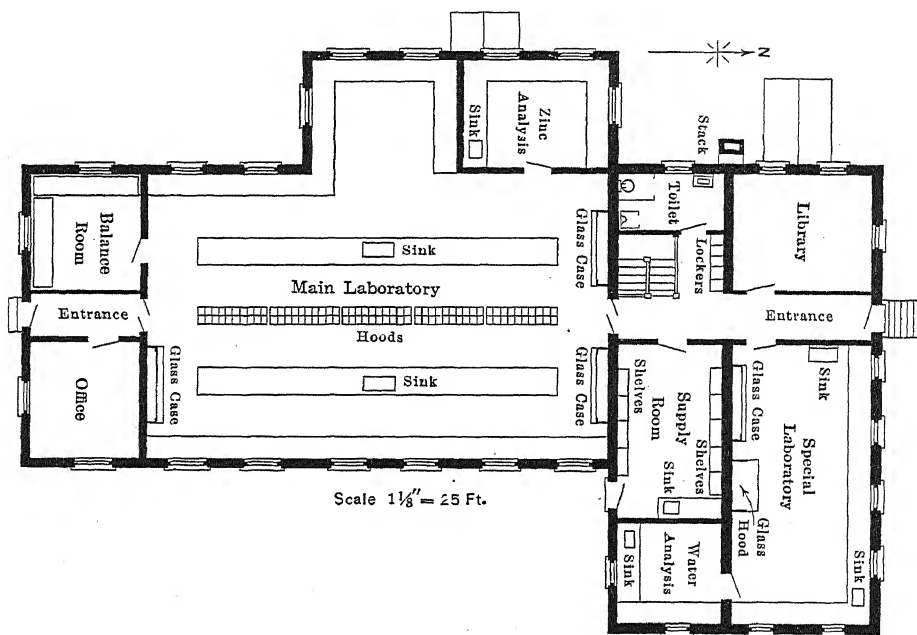 N
Stack
Sink
Zinc
Analysis
Toilet
Library
Lockers
Balance
Room
Glass Case
Sink
Main Laboratory
Entrance
Entrance
Hoods
Office
Glass Case
Sink
Glass Case
Shelves
Supply
Room
Shelves
Sink
Glass Case
Sink
Special
Laboratory
Glass
Hood
Scale 1⅛" = 25 Ft.
Sink
Water
Analysis
Sink